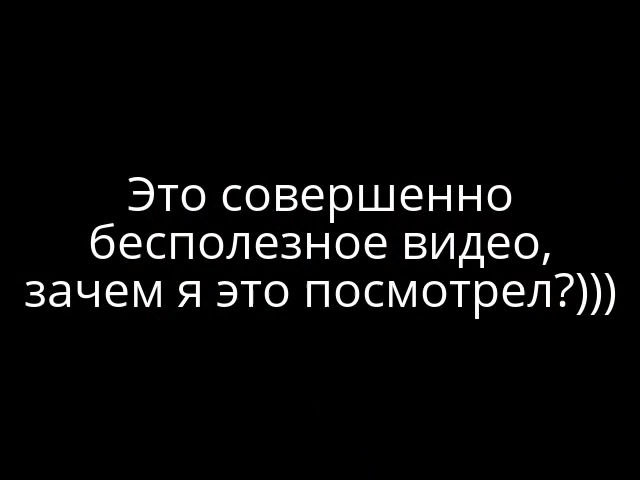 Это совершенно
бесполезное видео,
зачем я это посмотрел?)))